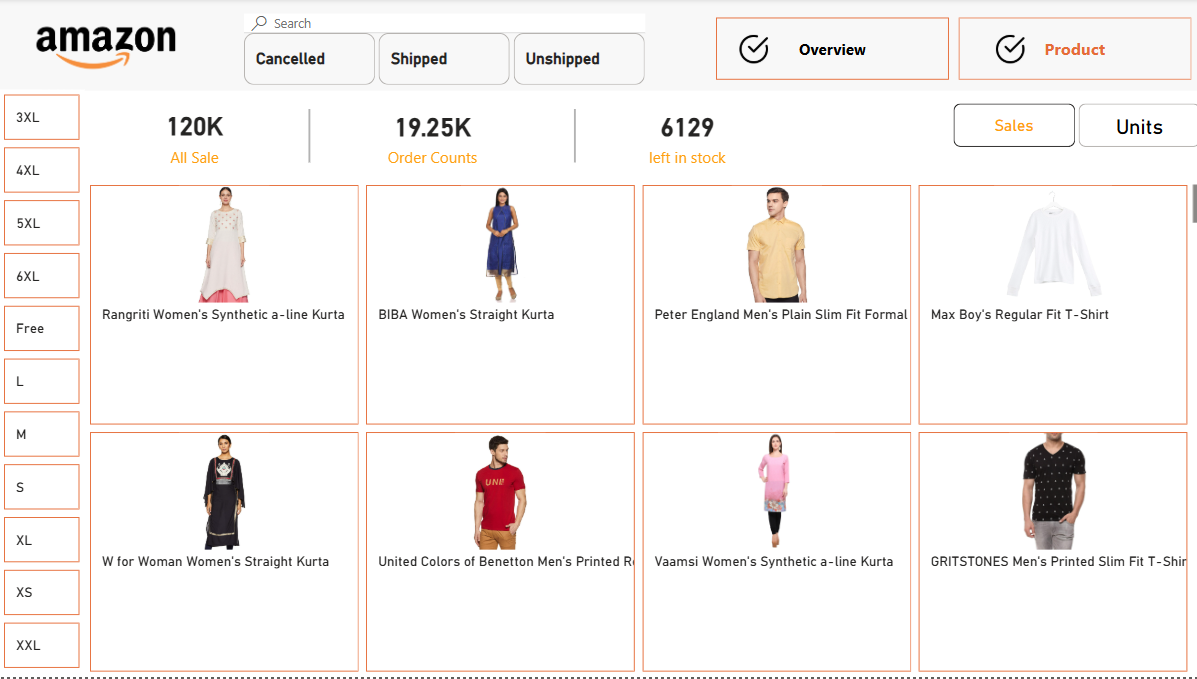 amazon
Search
Cancelled
Shipped
Unshipped
Overview
Product
3XL
4XL
5XL
6XL
Free
L
M
S
XL
XS
XXL
120K
All Sale
19.25K
Order Counts
6129
left in stock
Sales
Units
Rangriti Women's Synthetic a-line Kurta
BIBA Women's Straight Kurta
Peter England Men's Plain Slim Fit Formal
Max Boy's Regular Fit T-Shirt
UNB
W for Woman Women's Straight Kurta
United Colors of Benetton Men's Printed Re
Vaamsi Women's Synthetic a-line Kurta
GRITSTONES Men's Printed Slim Fit T-Shir